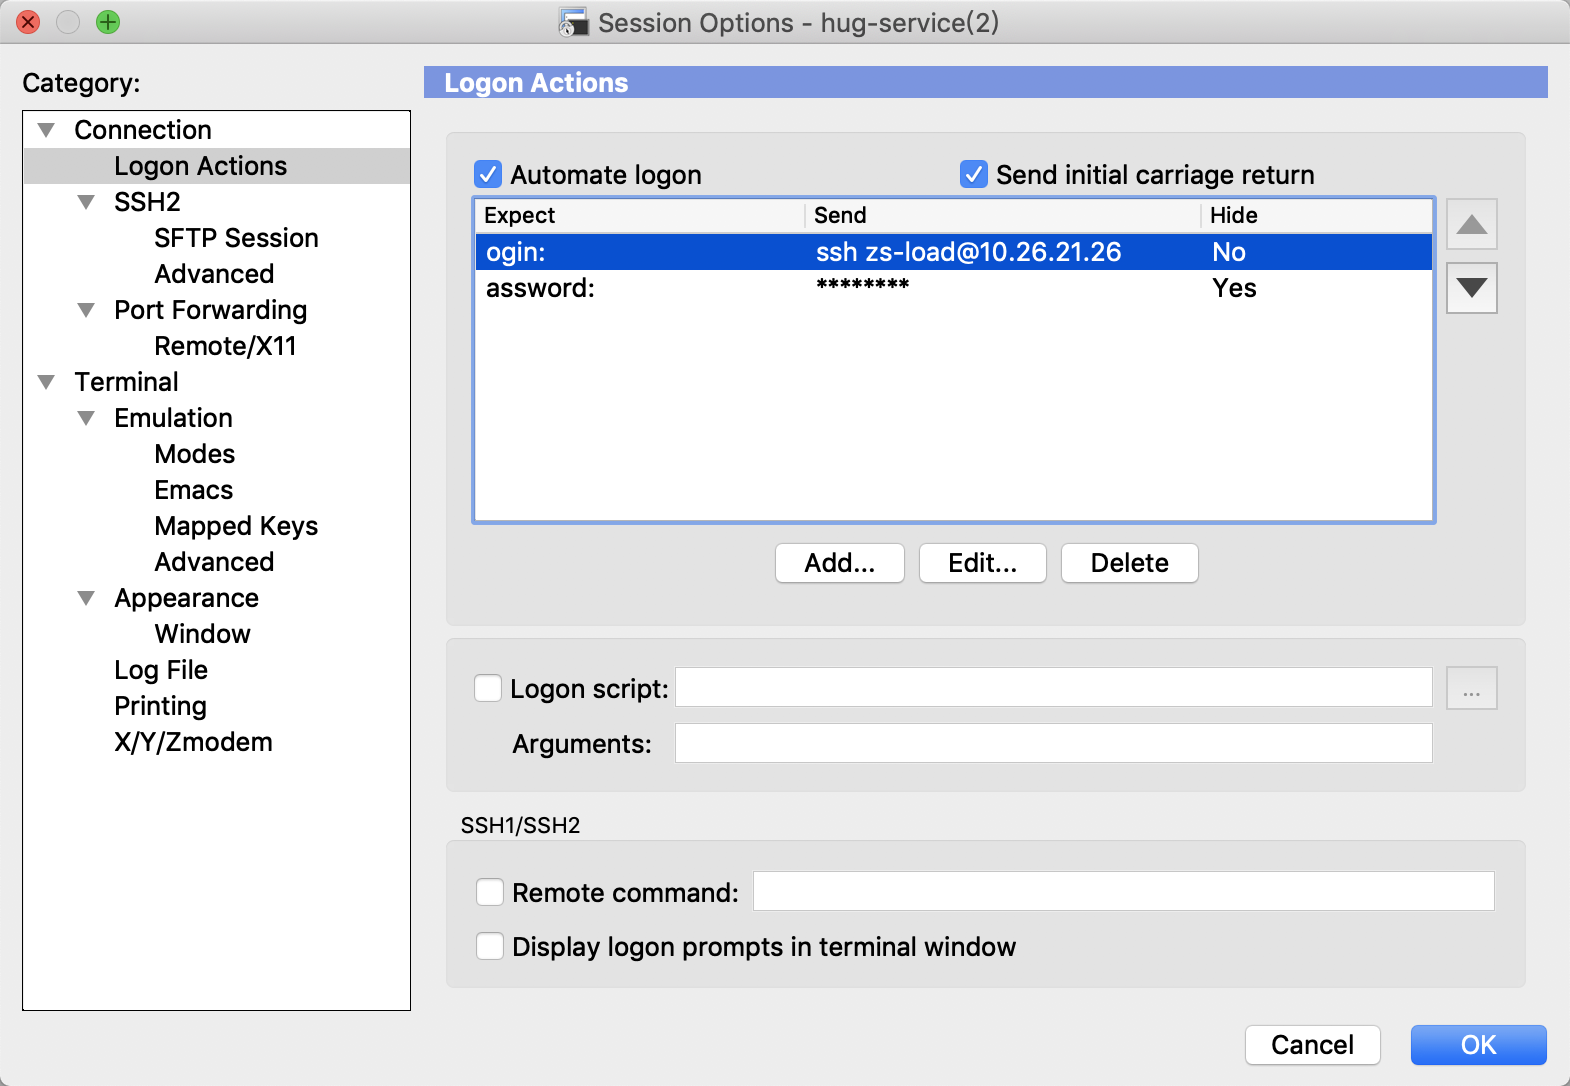 Session Options - hug-service(2)
Category:
Connection
Logon Actions
SSH2
SFTP Session
Advanced
Port Forwarding
Remote/X11
Terminal
Emulation
Modes
Emacs
Mapped Keys
Advanced
Appearance
Window
Log File
Printing
X/Y/Zmodem
Logon Actions
Automate logon Send initial carriage return
Expect Send Hide
ogin: ssh zs-load@10.26.21.26 No
assword: ******** Yes
Add... Edit... Delete
Logon script: ...
Arguments:
SSH1/SSH2
Remote command:
Display logon prompts in terminal window
Cancel OK